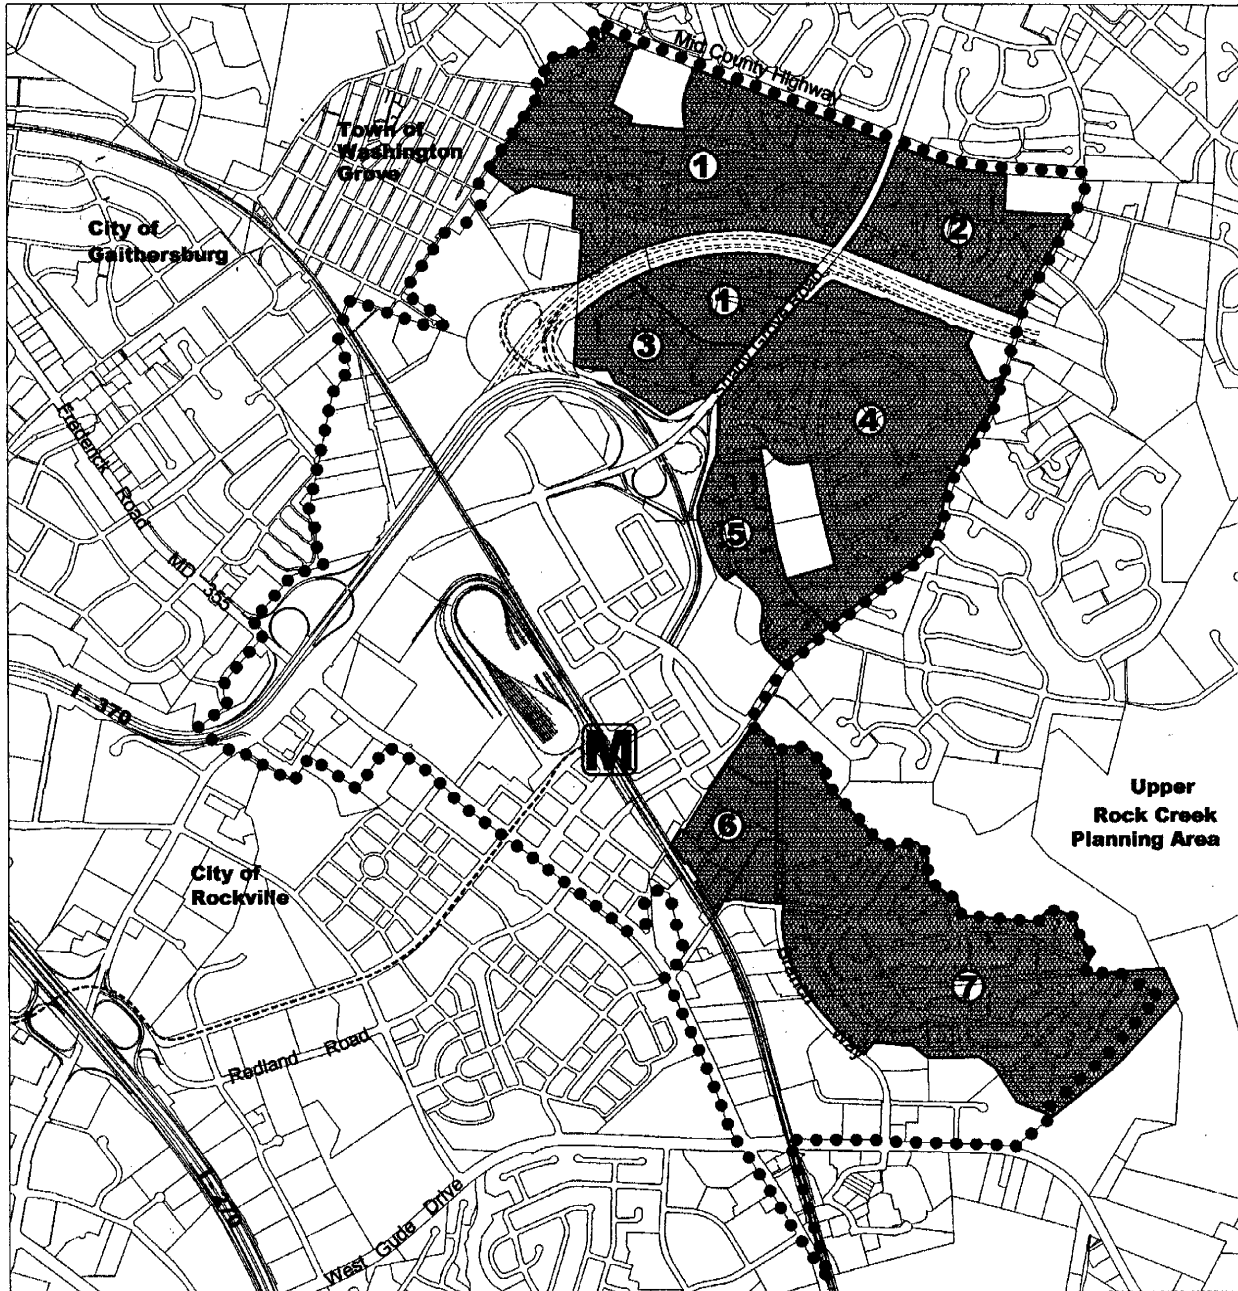 Mid County Highway
Town of
Washington
Grove
1
City of
Gaithersburg
2
1
3
4
Frederick Road MD 355
5
I - 370
M
Upper
Rock Creek
Planning Area
6
City of
Rockville
7
Redland Road
I - 270
West Gude Drive